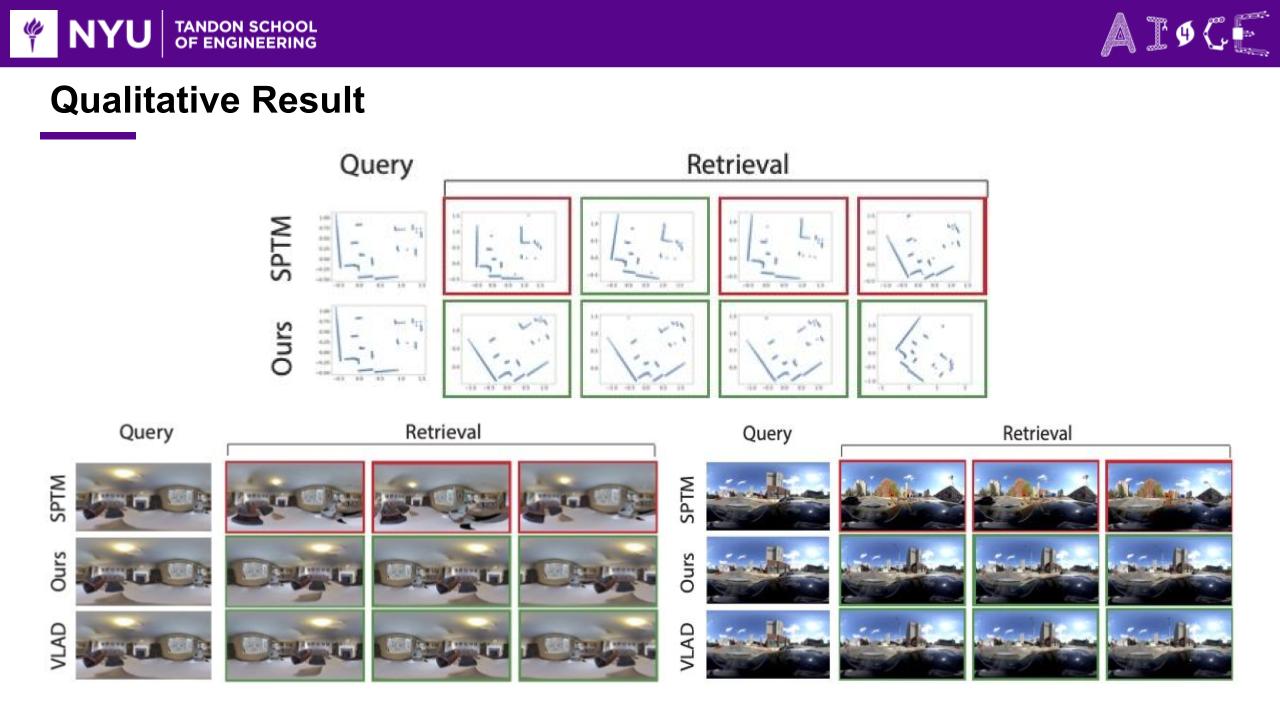 NYU
TANDON SCHOOL
OF ENGINEERING
AI4CE
Qualitative Result
Query
Retrieval
SPTM
Ours
Query
Retrieval
SPTM
Ours
VLAD
Query
Retrieval
SPTM
Ours
VLAD